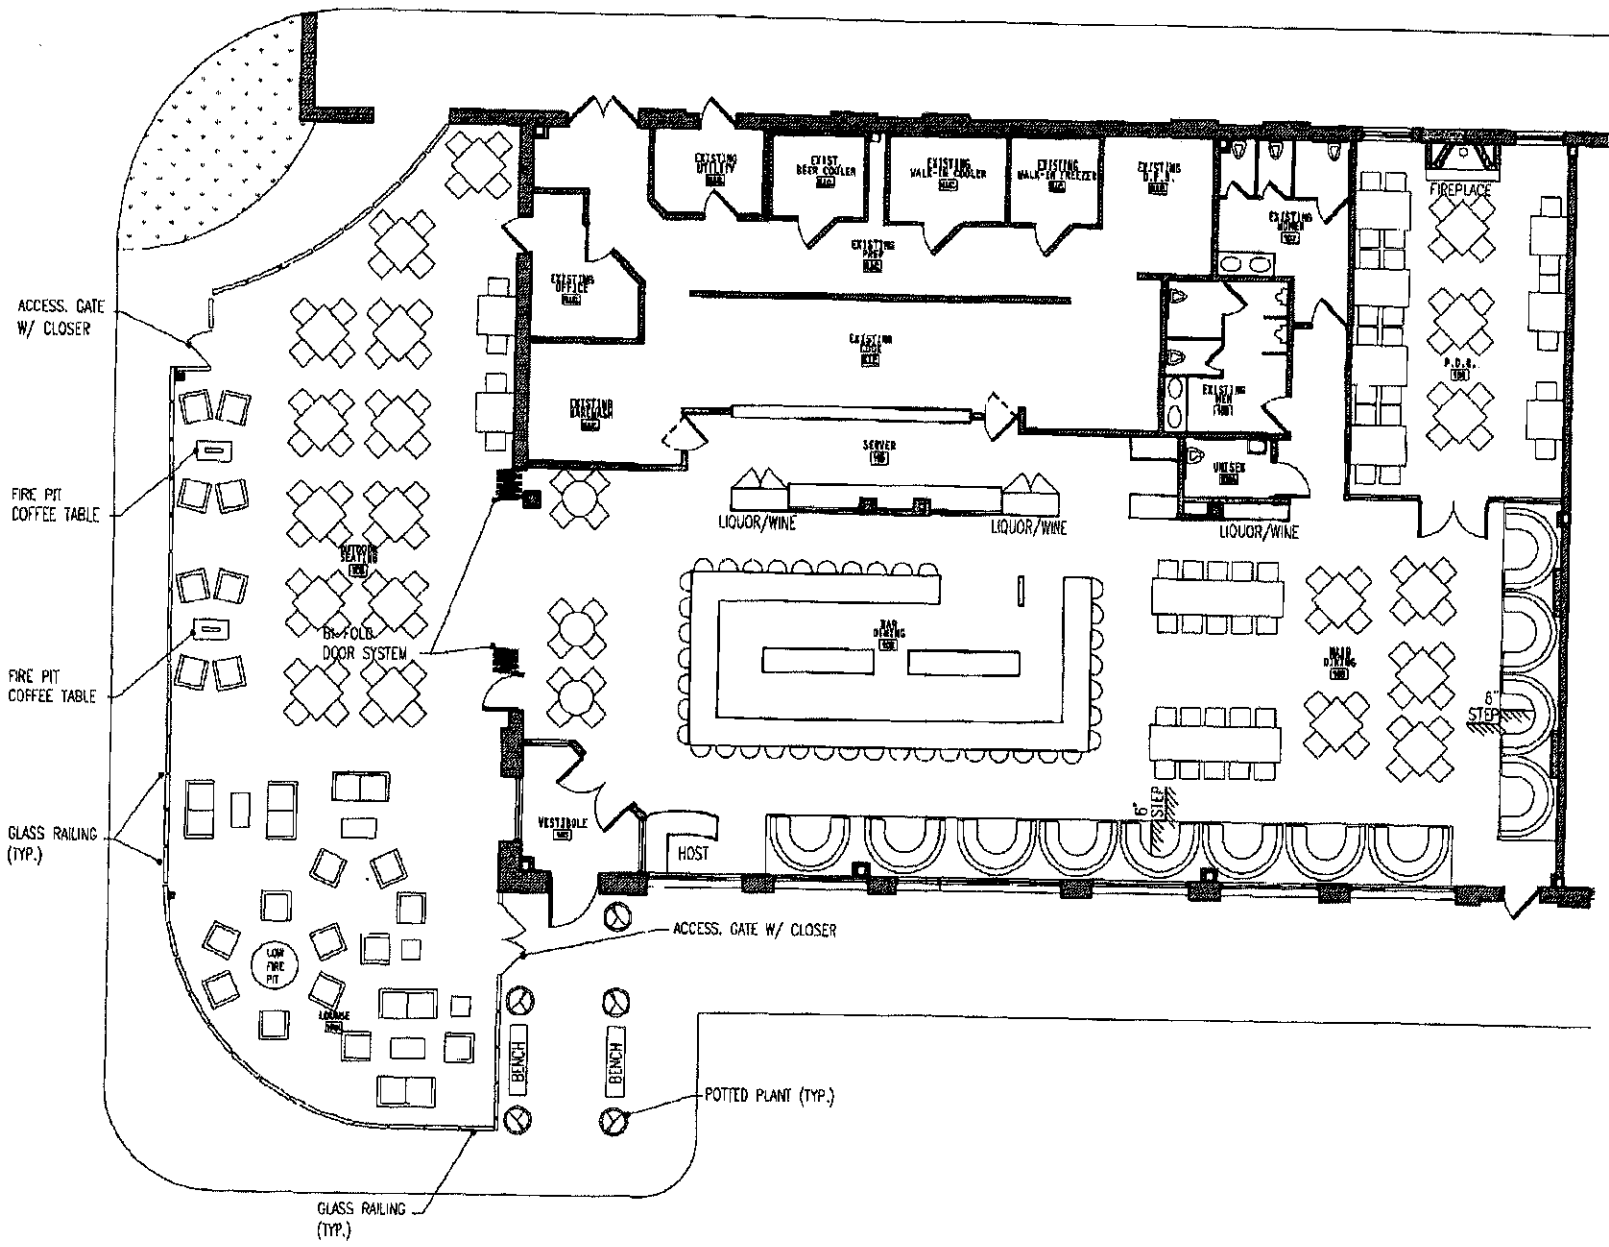 EXISTING
UTILITY
EXIST
BEER COOLER
EXISTING
WALK-IN COOLER
EXISTING
WALK-IN FREEZER
EXISTING
FIREPLACE
EXISTING
WOMEN
EXISTING
PREP
EXISTING
OFFICE
ACCESS. GATE
W/ CLOSER
EXISTING
COOK
P.D.R.
EXISTING
MEN
EXISTING
SERVER
UNISEX
FIRE PIT
COFFEE TABLE
LIQUOR/WINE
LIQUOR/WINE
LIQUOR/WINE
OUTDOOR
SEATING
BI-FOLD
DOOR SYSTEM
BAR
DINING
MAIN
DINING
FIRE PIT
COFFEE TABLE
8"
STEP
6"
STEP
GLASS RAILING
(TYP.)
VESTIBULE
HOST
ACCESS. GATE W/ CLOSER
LOW
FIRE
PIT
LOUNGE
BENCH
BENCH
POTTED PLANT (TYP.)
GLASS RAILING
(TYP.)